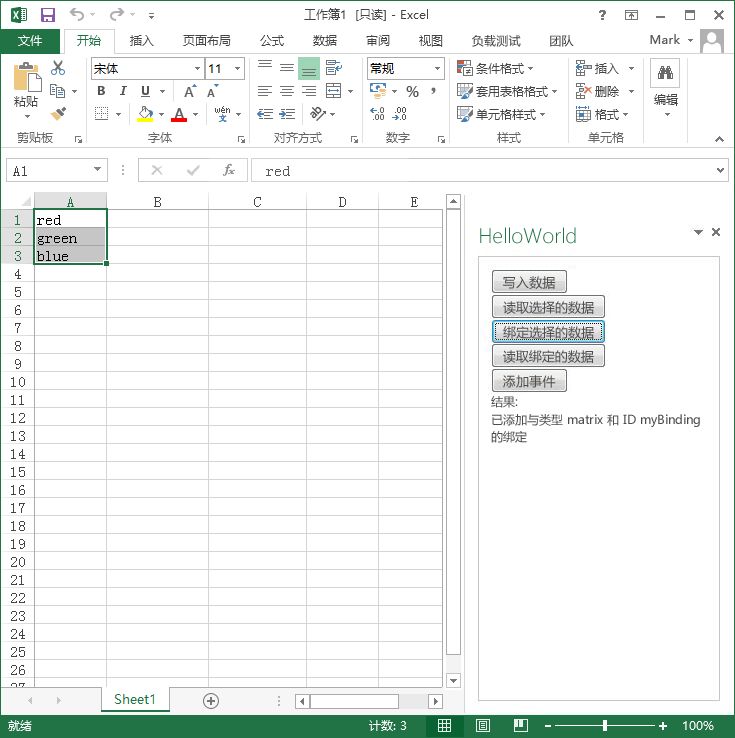 工作簿1 [只读] - Excel
文件 开始 插入 页面布局 公式 数据 审阅 视图 负载测试 团队 Mark
宋体 11 常规 条件格式 插入
粘贴 B I U A A % , 套用表格格式 删除 编辑
A wén 文 .00 .0 单元格样式 格式
剪贴板 字体 对齐方式 数字 样式 单元格
A1 fx red
A B C D E
1 red
2 green
3 blue
4
5
6
7
8
9
10
11
12
13
14
15
16
17
18
19
20
21
22
23
24
25
26
27
HelloWorld
写入数据
读取选择的数据
绑定选择的数据
读取绑定的数据
添加事件
结果:
已添加与类型 matrix 和 ID myBinding
的绑定
Sheet1
就绪 计数: 3 100%